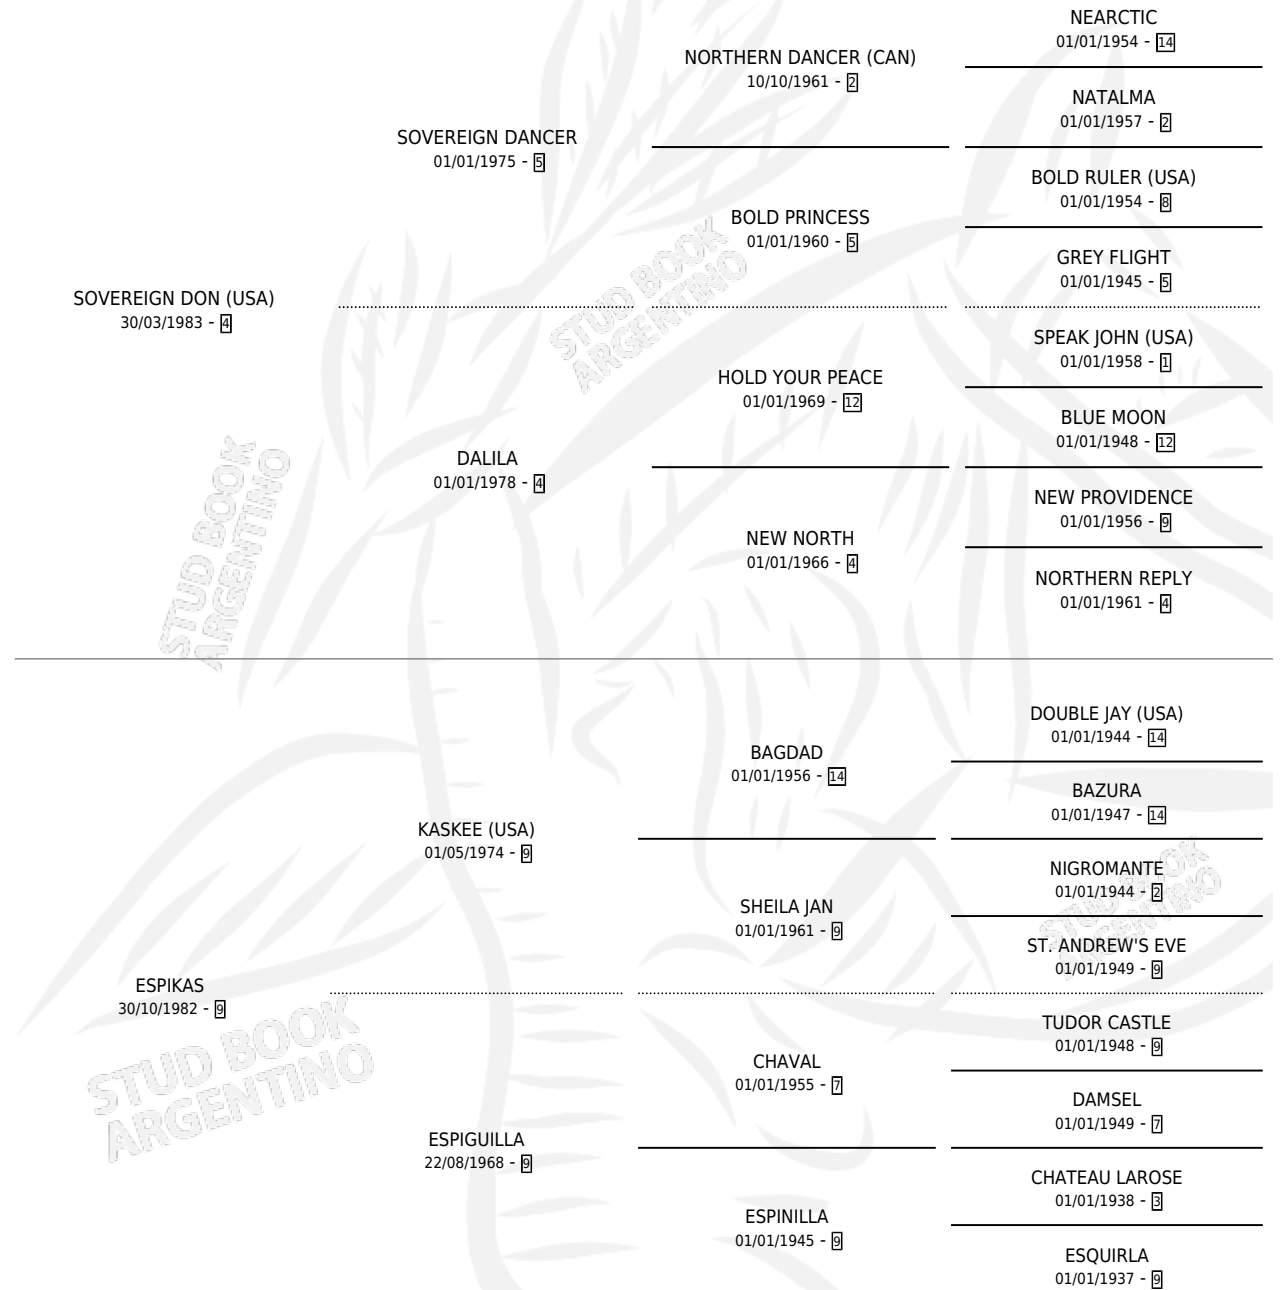 NEARCTIC
01/01/1954 - 14
NORTHERN DANCER (CAN)
10/10/1961 - 2
NATALMA
01/01/1957 - 2
SOVEREIGN DANCER
01/01/1975 - 5
BOLD RULER (USA)
01/01/1954 - 8
BOLD PRINCESS
01/01/1960 - 5
GREY FLIGHT
01/01/1945 - 5
SOVEREIGN DON (USA)
30/03/1983 - 4
SPEAK JOHN (USA)
01/01/1958 - 1
HOLD YOUR PEACE
01/01/1969 - 12
BLUE MOON
01/01/1948 - 12
DALILA
01/01/1978 - 4
NEW PROVIDENCE
01/01/1956 - 9
NEW NORTH
01/01/1966 - 4
NORTHERN REPLY
01/01/1961 - 4
DOUBLE JAY (USA)
01/01/1944 - 14
BAGDAD
01/01/1956 - 14
BAZURA
01/01/1947 - 14
KASKEE (USA)
01/05/1974 - 9
NIGROMANTE
01/01/1944 - 2
SHEILA JAN
01/01/1961 - 9
ST. ANDREW'S EVE
01/01/1949 - 9
ESPIKAS
30/10/1982 - 9
TUDOR CASTLE
01/01/1948 - 9
CHAVAL
01/01/1955 - 7
DAMSEL
01/01/1949 - 7
ESPIGUILLA
22/08/1968 - 9
CHATEAU LAROSE
01/01/1938 - 3
ESPINILLA
01/01/1945 - 9
ESQUIRLA
01/01/1937 - 9
STUD BOOK
ARGENTINO
STUD BOOK
ARGENTINO
STUD BOOK
ARGENTINO
STUD BOOK
ARGENTINO